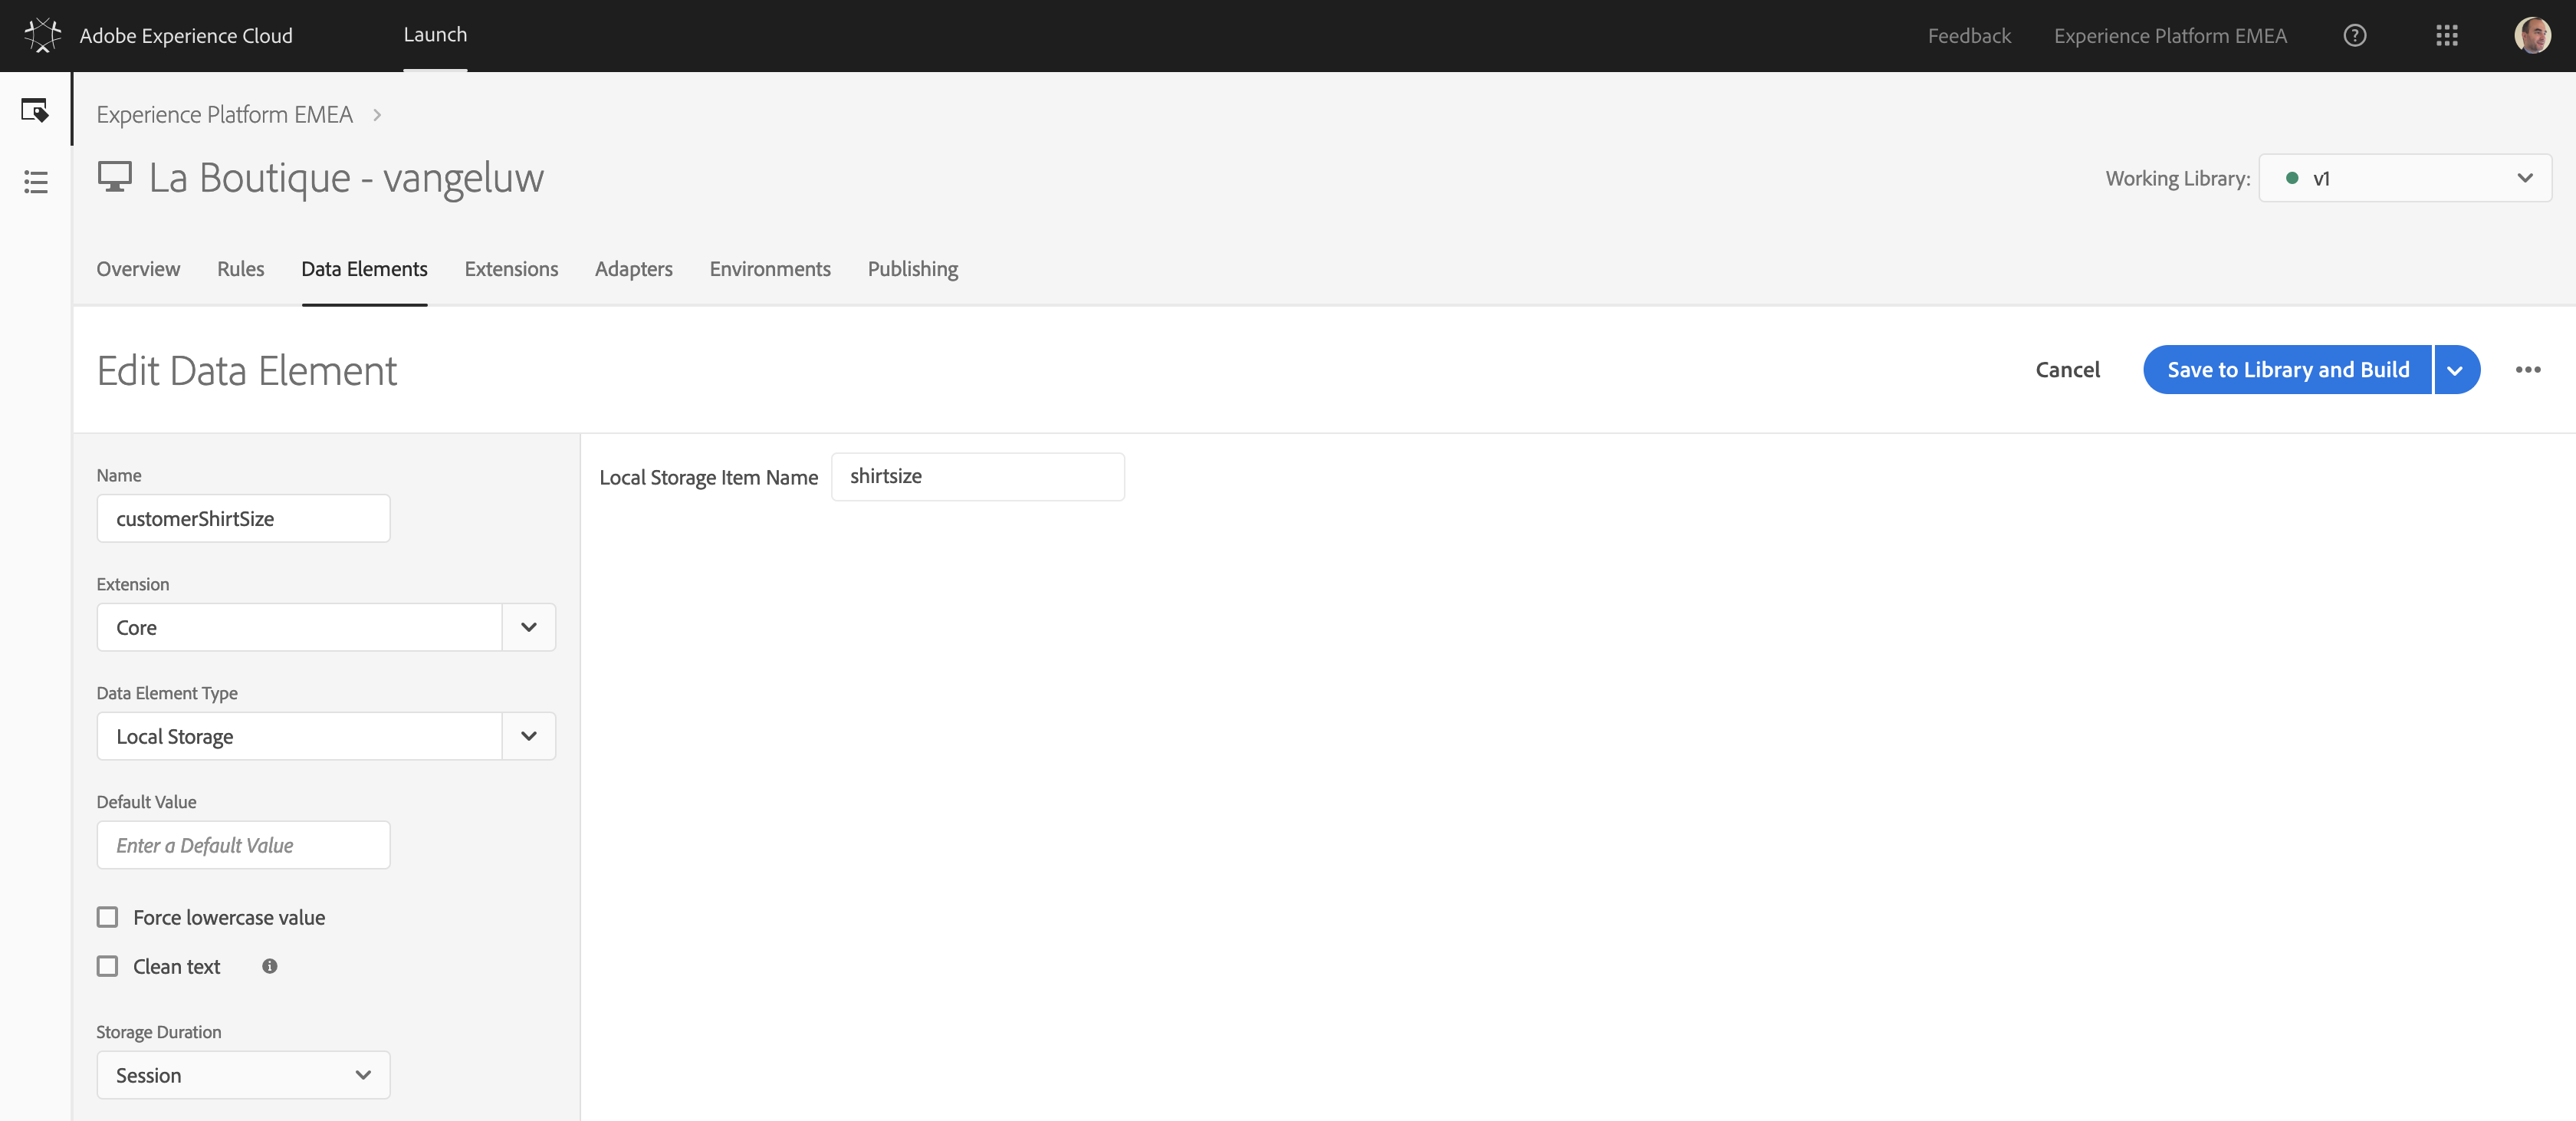 Adobe Experience Cloud
Launch
Feedback
Experience Platform EMEA
Experience Platform EMEA
La Boutique - vangeluw
Working Library:
v1
Overview
Rules
Data Elements
Extensions
Adapters
Environments
Publishing
Edit Data Element
Cancel
Save to Library and Build
Name
customerShirtSize
Extension
Core
Data Element Type
Local Storage
Default Value
Enter a Default Value
Force lowercase value
Clean text
Storage Duration
Session
Local Storage Item Name
shirtsize